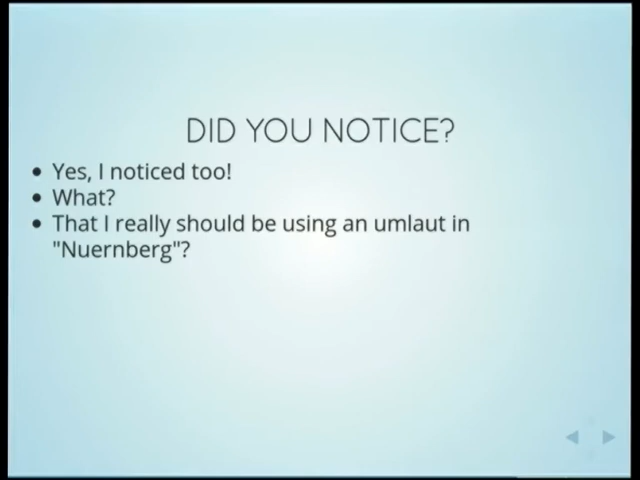 DID YOU NOTICE?
• Yes, I noticed too!
• What?
• That I really should be using an umlaut in
"Nuernberg"?